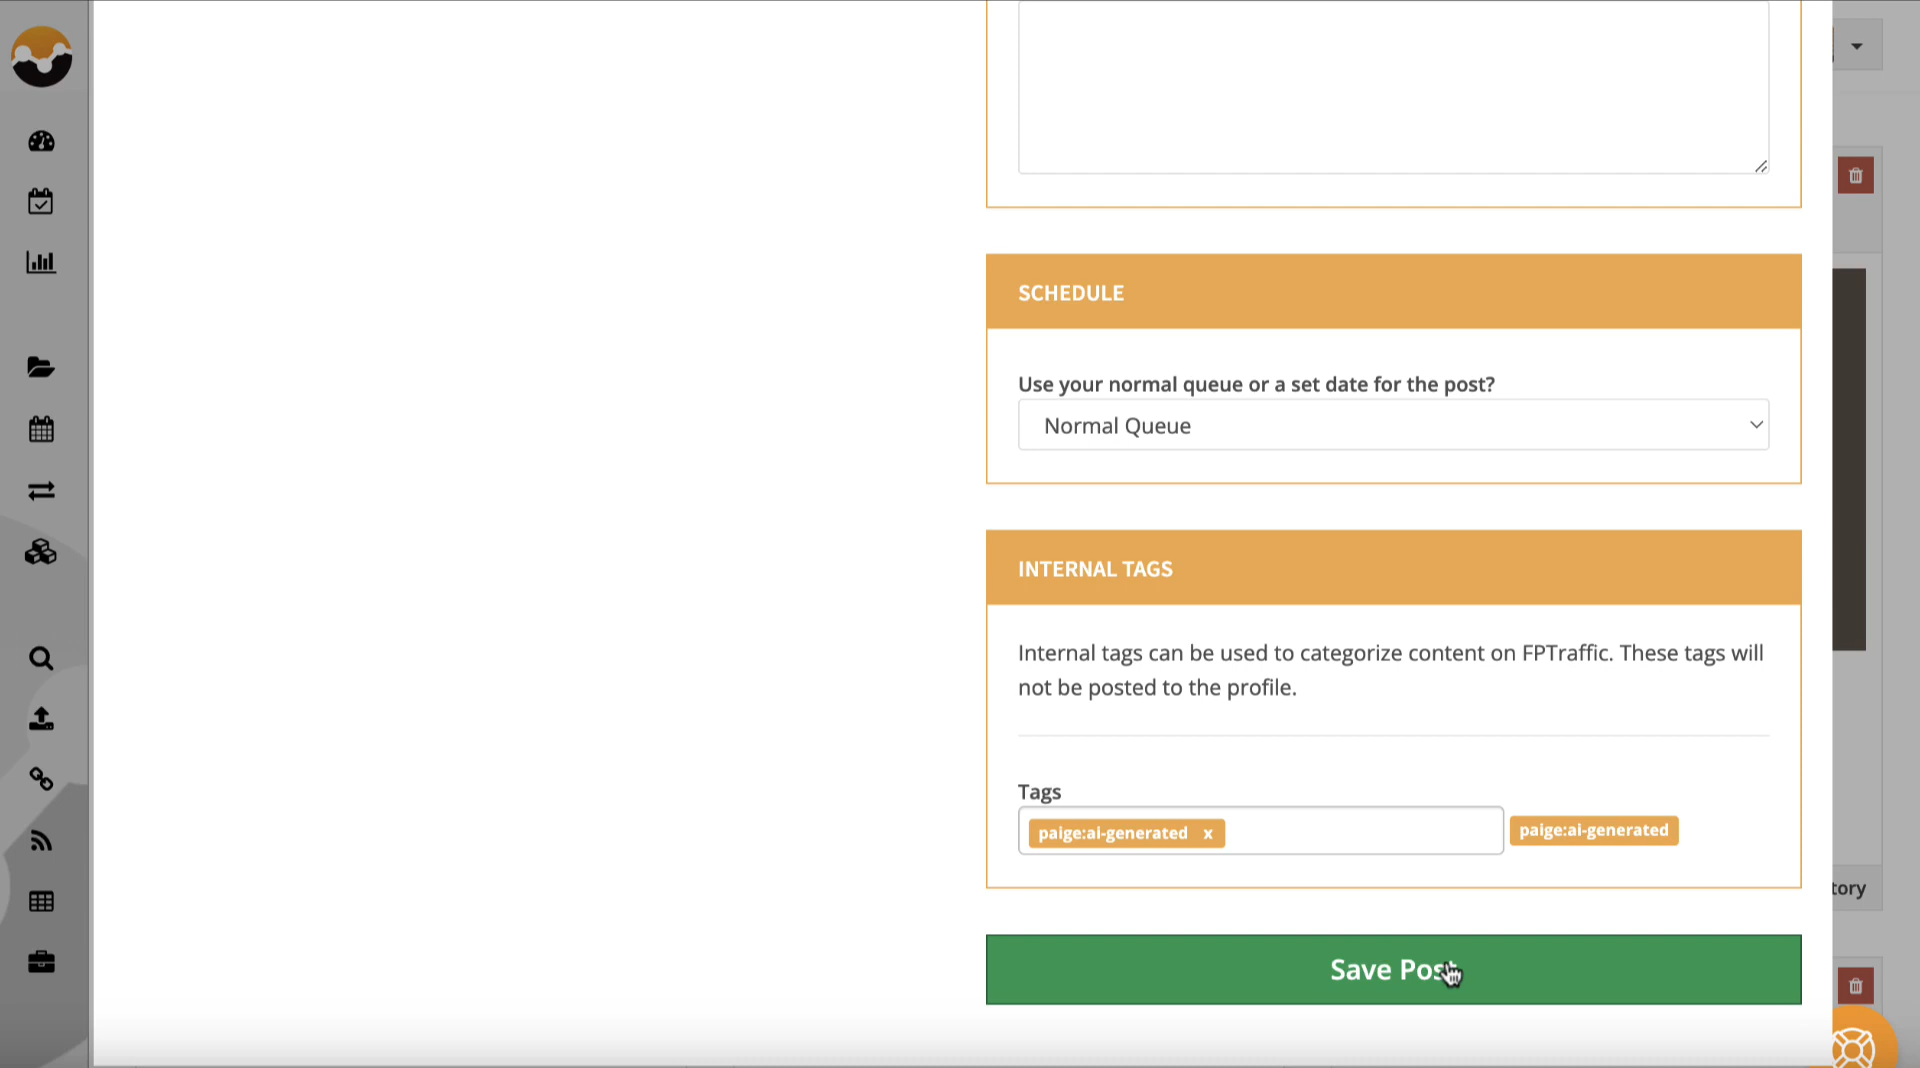 SCHEDULE
Use your normal queue or a set date for the post?
Normal Queue
INTERNAL TAGS
Internal tags can be used to categorize content on FPTraffic. These tags will
not be posted to the profile.
Tags
paige:ai-generated x
paige:ai-generated
tory
Save Post